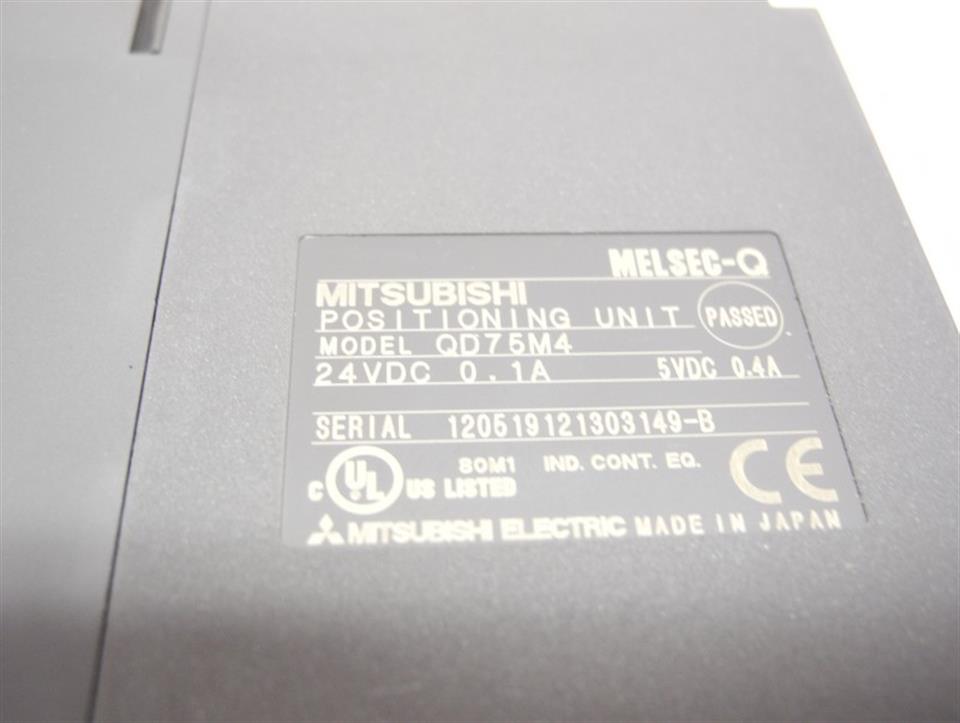 MELSEC-Q
MITSUBISHI
POSITIONING UNIT PASSED
MODEL QD75M4
24VDC 0.1A 5VDC 0.4A
SERIAL 120519121303149-B
80M1 IND. CONT. EQ.
C UL US LISTED CE
MITSUBISHI ELECTRIC MADE IN JAPAN